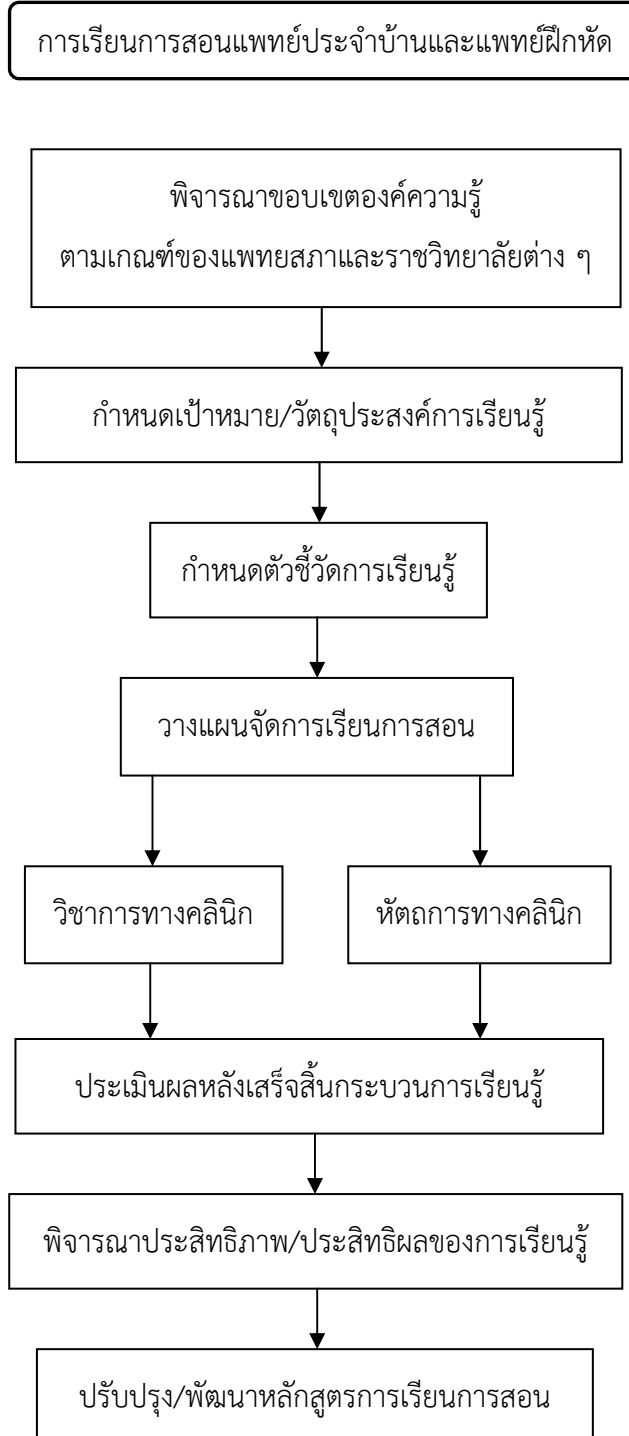 การเรียนการสอนแพทย์ประจำบ้านและแพทย์ฝึกหัด
พิจารณาขอบเขตองค์ความรู้
ตามเกณฑ์ของแพทยสภาและราชวิทยาลัยต่าง ๆ
กำหนดเป้าหมาย/วัตถุประสงค์การเรียนรู้
กำหนดตัวชี้วัดการเรียนรู้
วางแผนจัดการเรียนการสอน
วิชาการทางคลินิก
หัตถการทางคลินิก
ประเมินผลหลังเสร็จสิ้นกระบวนการเรียนรู้
พิจารณาประสิทธิภาพ/ประสิทธิผลของการเรียนรู้
ปรับปรุง/พัฒนาหลักสูตรการเรียนการสอน